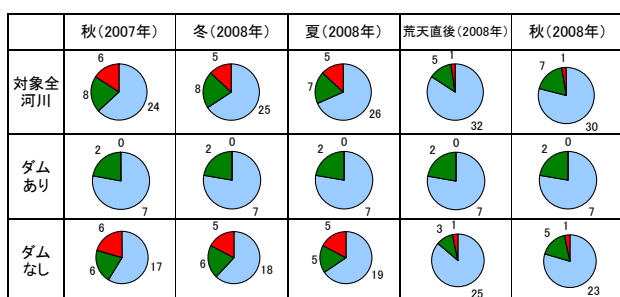 秋(2007年) 冬(2008年) 夏(2008年) 荒天直後(2008年) 秋(2008年)
対象全
河川
6 8 24
5 8 25
5 7 26
1 5 32
1 7 30
ダム
あり
0 2 7
0 2 7
0 2 7
0 2 7
0 2 7
ダム
なし
6 6 17
5 6 18
5 5 19
1 3 25
1 5 23